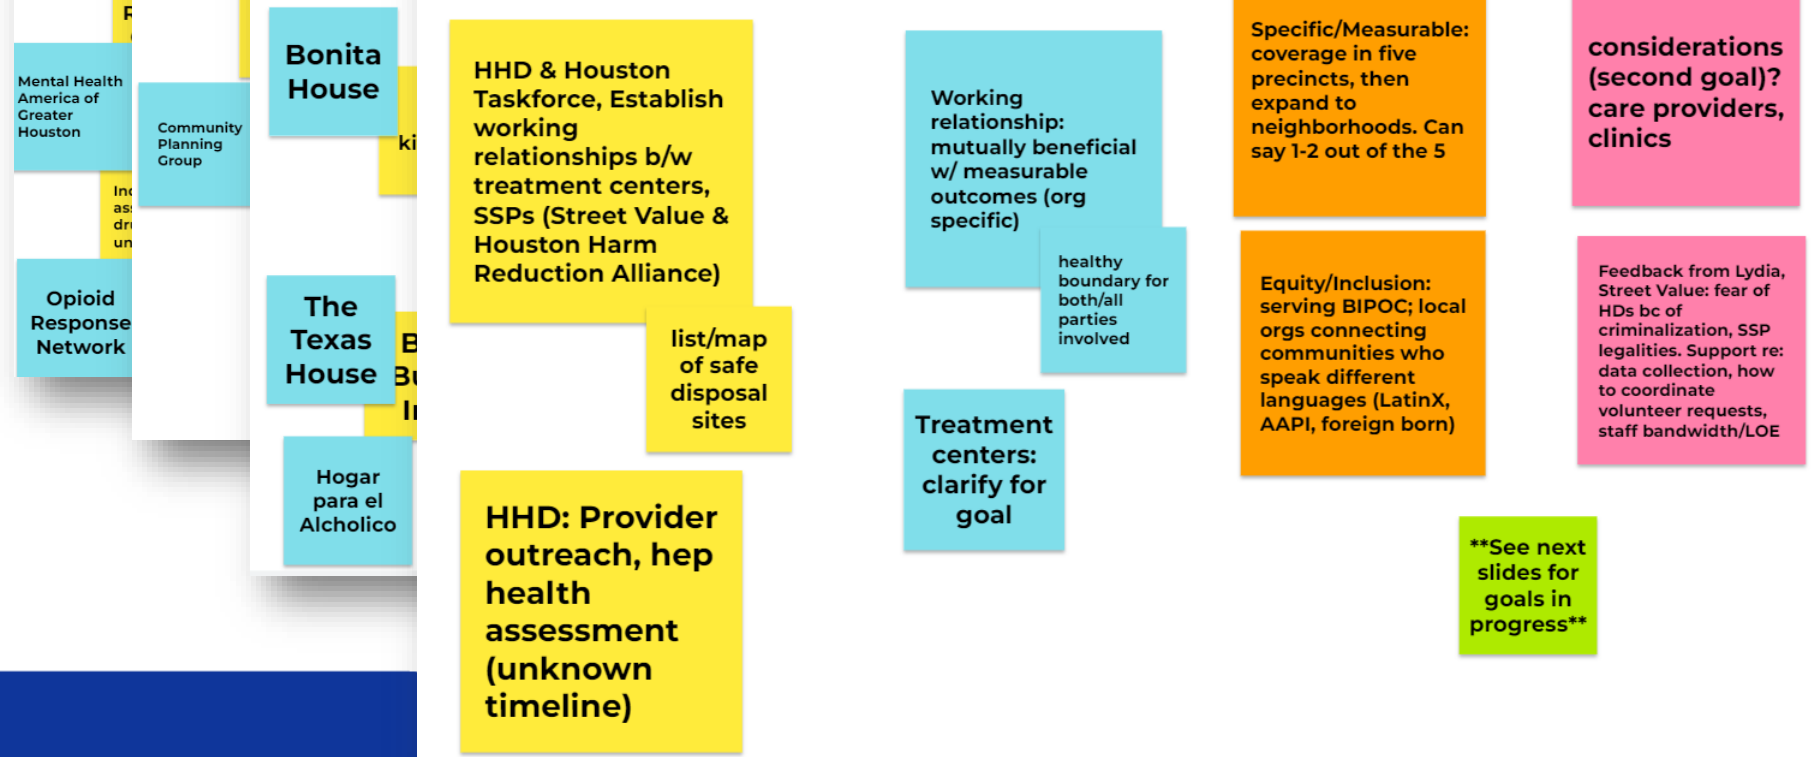 Mental Health
America of
Greater
Houston
Opioid
Response
Network
Community
Planning
Group
Bonita
House
The
Texas
House
Hogar
para el
Alcholico
HHD & Houston
Taskforce, Establish
working
relationships b/w
treatment centers,
SSPs (Street Value &
Houston Harm
Reduction Alliance)
list/map
of safe
disposal
sites
HHD: Provider
outreach, hep
health
assessment
(unknown
timeline)
Working
relationship:
mutually beneficial
w/ measurable
outcomes (org
specific)
healthy
boundary for
both/all
parties
involved
Treatment
centers:
clarify for
goal
Specific/Measurable:
coverage in five
precincts, then
expand to
neighborhoods. Can
say 1-2 out of the 5
Equity/Inclusion:
serving BIPOC; local
orgs connecting
communities who
speak different
languages (LatinX,
AAPI, foreign born)
considerations
(second goal)?
care providers,
clinics
Feedback from Lydia,
Street Value: fear of
HDs bc of
criminalization, SSP
legalities. Support re:
data collection, how
to coordinate
volunteer requests,
staff bandwidth/LOE
**See next
slides for
goals in
progress**